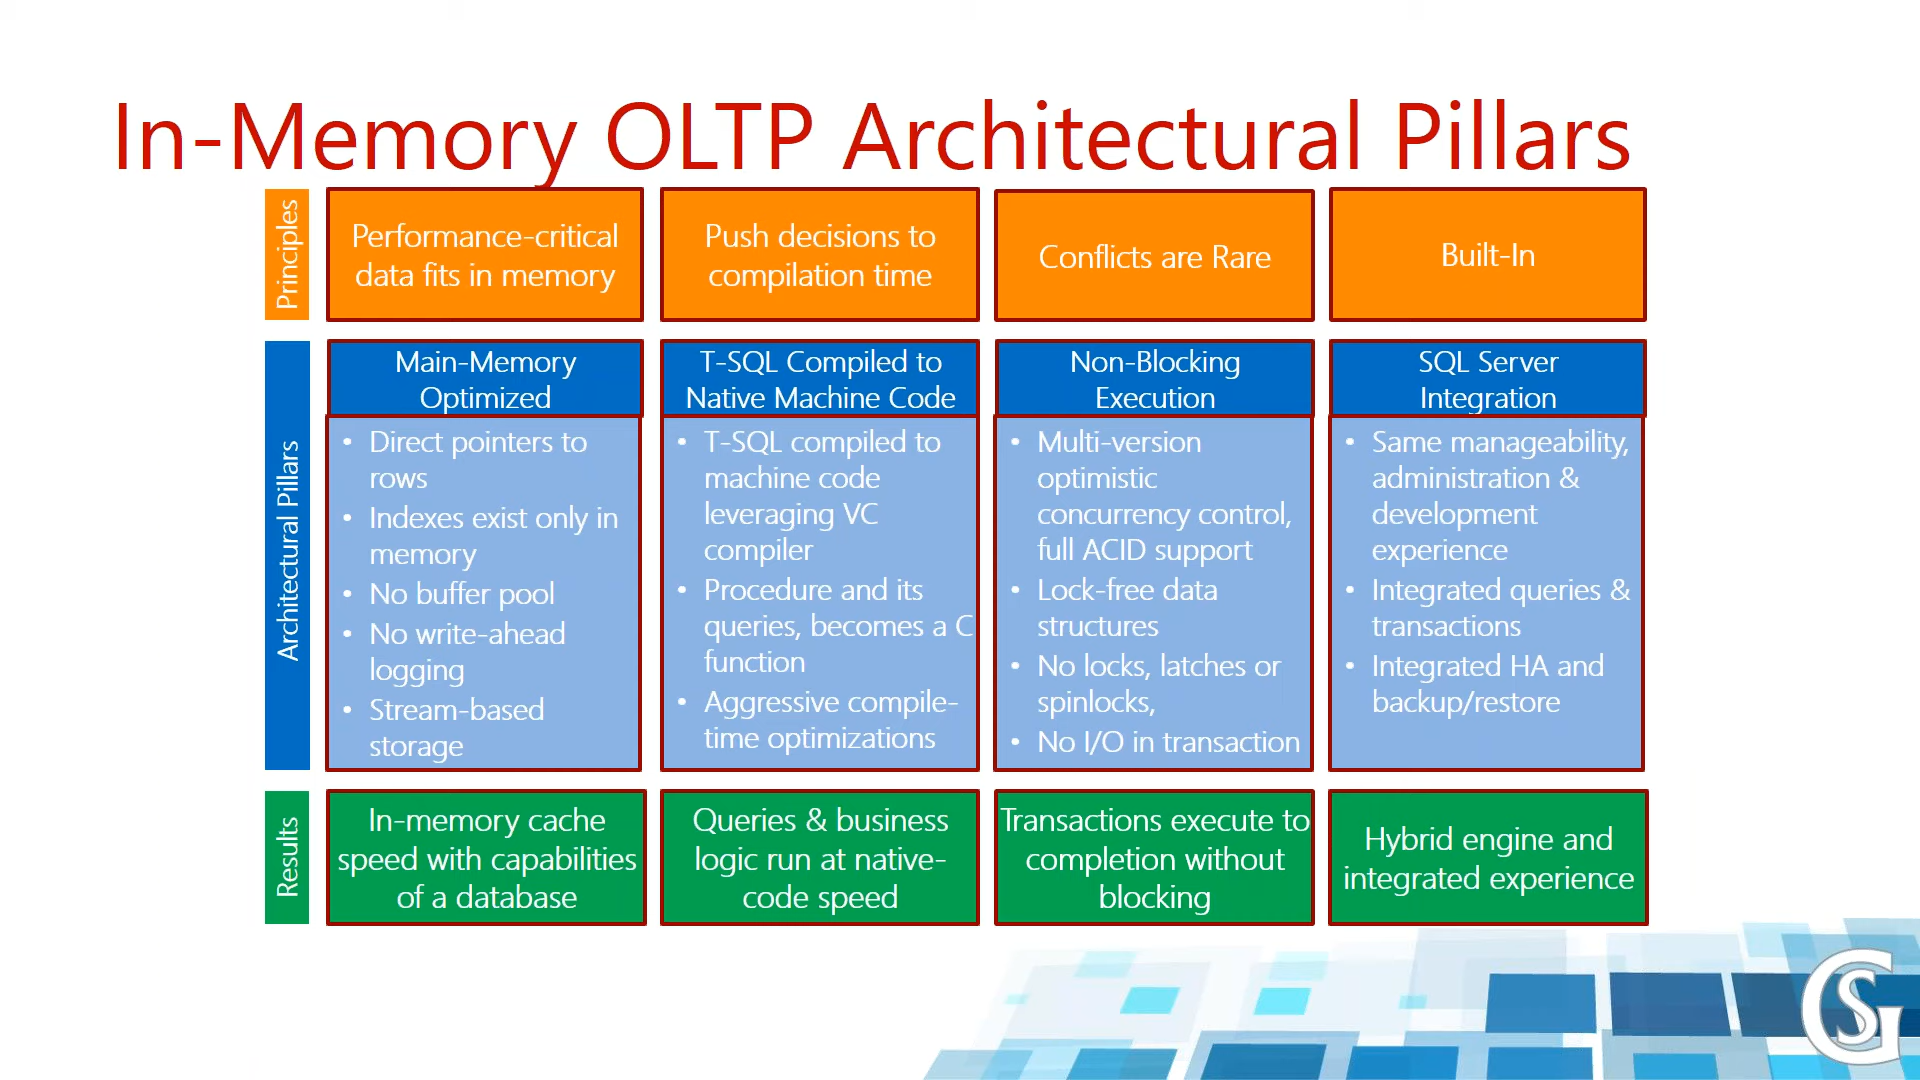 In-Memory OLTP Architectural Pillars
Principles
Performance-critical
data fits in memory
Push decisions to
compilation time
Conflicts are Rare
Built-In
Architectural Pillars
Main-Memory
Optimized
• Direct pointers to
rows
• Indexes exist only in
memory
• No buffer pool
• No write-ahead
logging
• Stream-based
storage
T-SQL Compiled to
Native Machine Code
• T-SQL compiled to
machine code
leveraging VC
compiler
• Procedure and its
queries, becomes a C
function
• Aggressive compile-
time optimizations
Non-Blocking
Execution
• Multi-version
optimistic
concurrency control,
full ACID support
• Lock-free data
structures
• No locks, latches or
spinlocks,
• No I/O in transaction
SQL Server
Integration
• Same manageability,
administration &
development
experience
• Integrated queries &
transactions
• Integrated HA and
backup/restore
Results
In-memory cache
speed with capabilities
of a database
Queries & business
logic run at native-
code speed
Transactions execute to
completion without
blocking
Hybrid engine and
integrated experience
GS